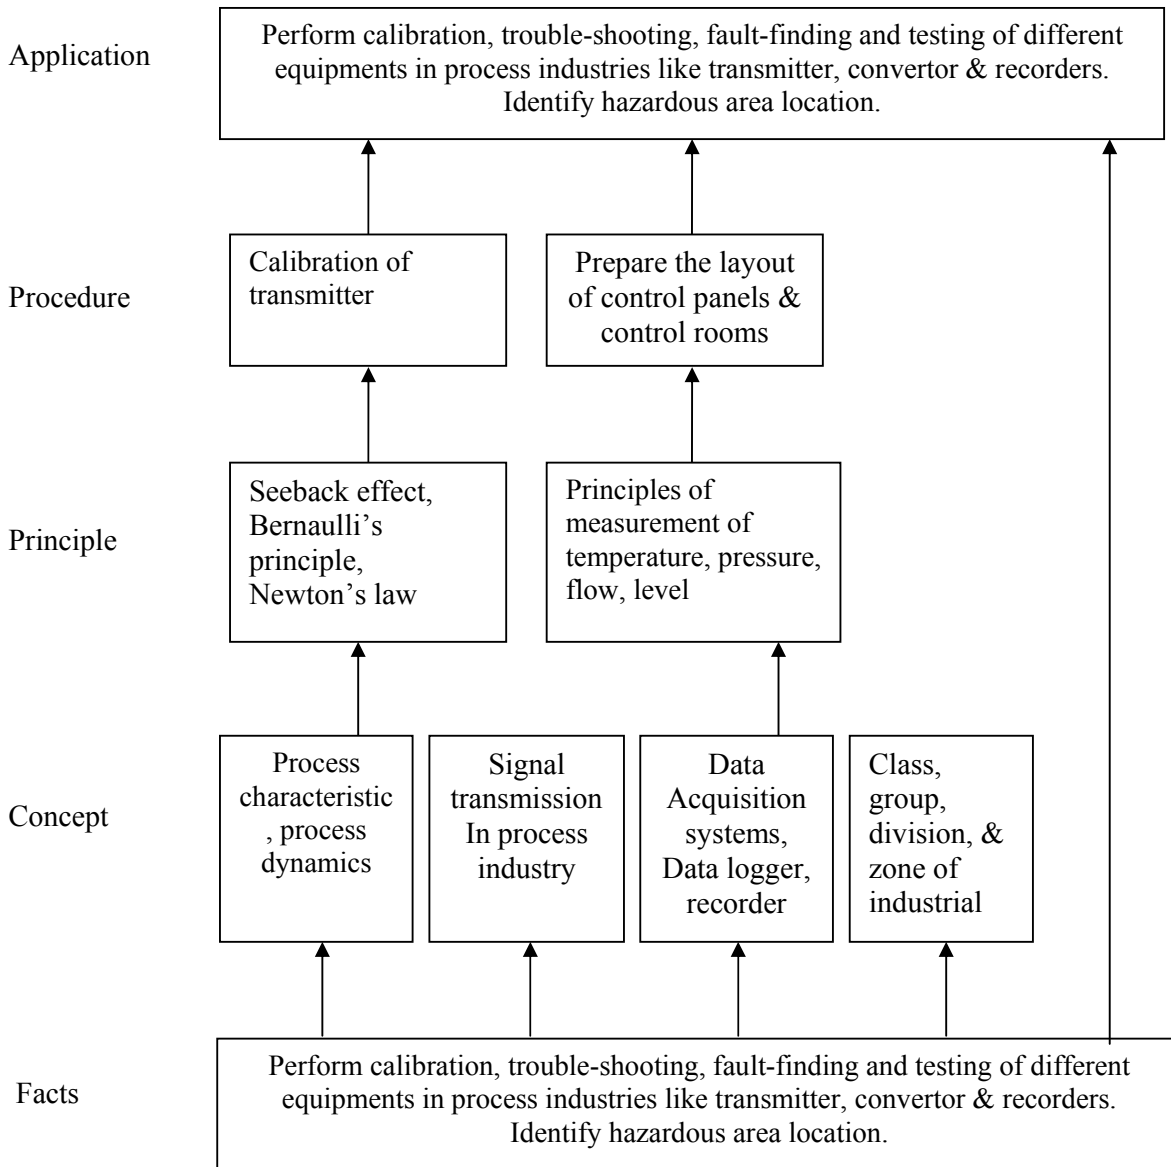 Application
Perform calibration, trouble-shooting, fault-finding and testing of different
equipments in process industries like transmitter, convertor & recorders.
Identify hazardous area location.
Procedure
Calibration of
transmitter
Prepare the layout
of control panels &
control rooms
Principle
Seeback effect,
Bernaulli's
principle,
Newton's law
Principles of
measurement of
temperature, pressure,
flow, level
Concept
Process
characteristic
, process
dynamics
Signal
transmission
In process
industry
Data
Acquisition
systems,
Data logger,
recorder
Class,
group,
division, &
zone of
industrial
Facts
Perform calibration, trouble-shooting, fault-finding and testing of different
equipments in process industries like transmitter, convertor & recorders.
Identify hazardous area location.